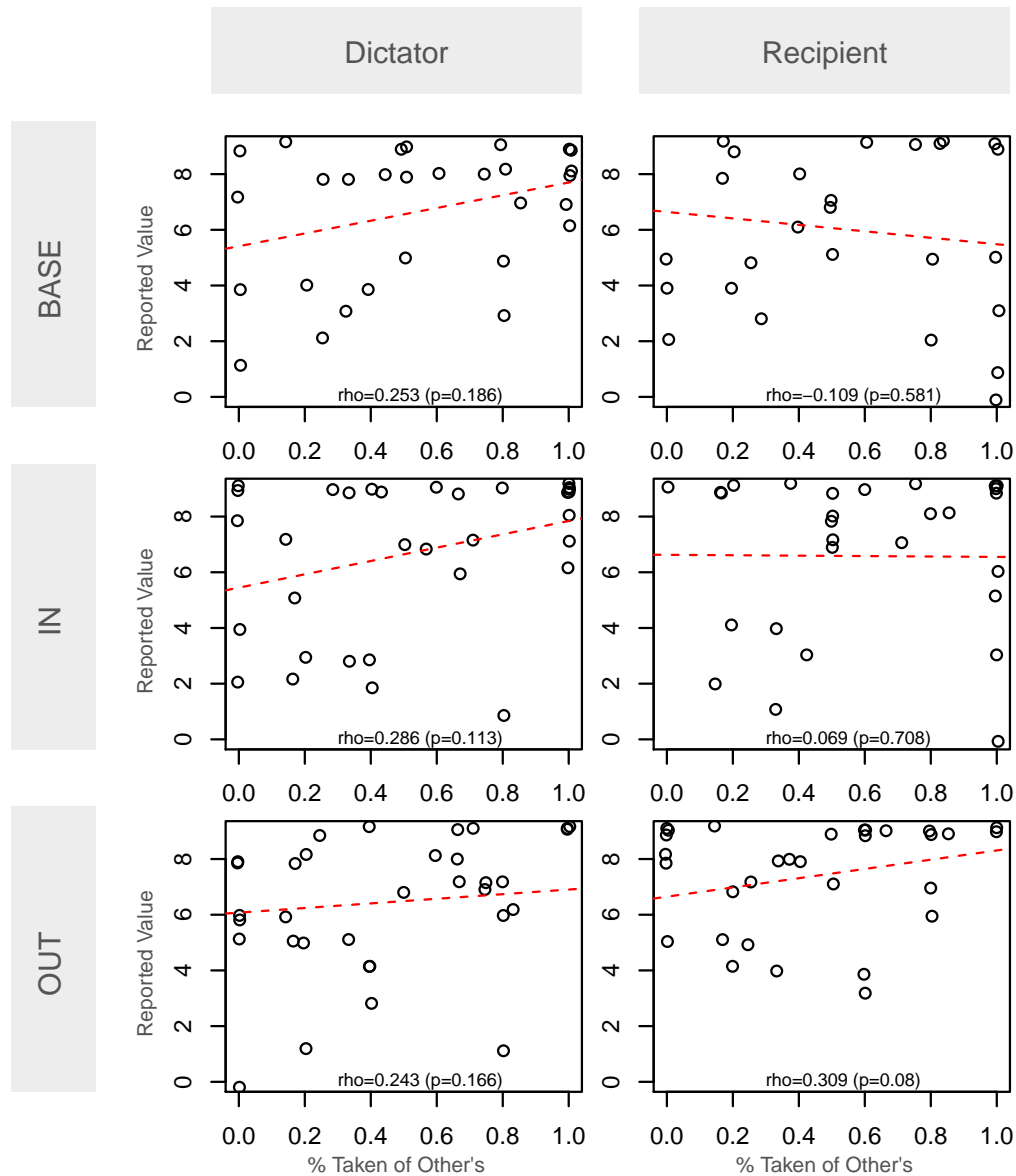 Dictator
Recipient
BASE
Reported Value
8
6
4
2
0
rho=0.253 (p=0.186)
0.0 0.2 0.4 0.6 0.8 1.0
8
6
4
2
0
rho=−0.109 (p=0.581)
0.0 0.2 0.4 0.6 0.8 1.0
IN
Reported Value
8
6
4
2
0
rho=0.286 (p=0.113)
0.0 0.2 0.4 0.6 0.8 1.0
8
6
4
2
0
rho=0.069 (p=0.708)
0.0 0.2 0.4 0.6 0.8 1.0
OUT
Reported Value
8
6
4
2
0
rho=0.243 (p=0.166)
0.0 0.2 0.4 0.6 0.8 1.0
% Taken of Other's
8
6
4
2
0
rho=0.309 (p=0.08)
0.0 0.2 0.4 0.6 0.8 1.0
% Taken of Other's